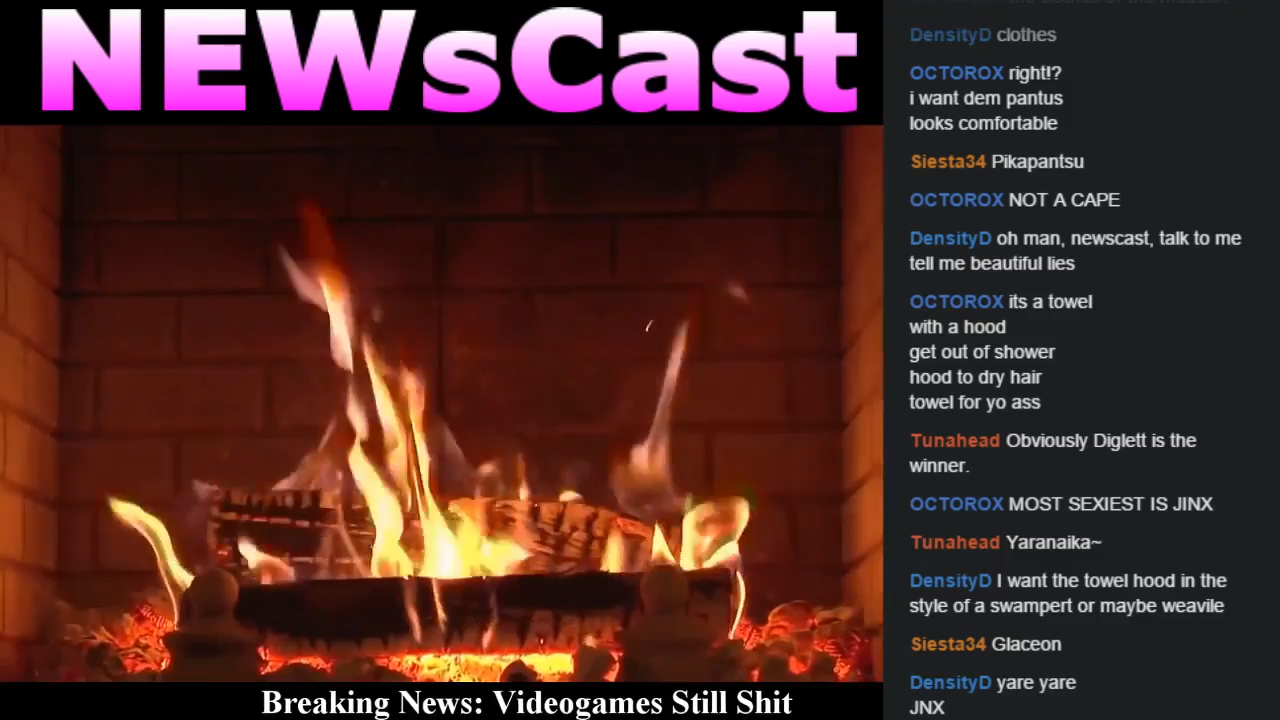 NEWsCast
DensityD clothes
OCTOROX right!?
i want dem pantus
looks comfortable
Siesta34 Pikapantsu
OCTOROX NOT A CAPE
DensityD oh man, newscast, talk to me
tell me beautiful lies
OCTOROX its a towel
with a hood
get out of shower
hood to dry hair
towel for yo ass
Tunahead Obviously Diglett is the
winner.
OCTOROX MOST SEXIEST IS JINX
Tunahead Yaranaika~
DensityD I want the towel hood in the
style of a swampert or maybe weavile
Siesta34 Glaceon
DensityD yare yare
JNX
Breaking News: Videogames Still Shit